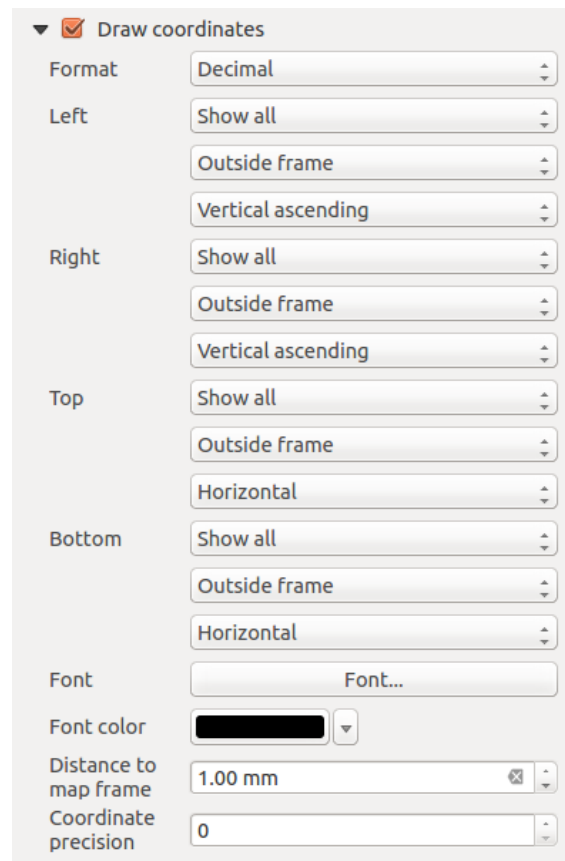 Draw coordinates
Format Decimal
Left Show all
Outside frame
Vertical ascending
Right Show all
Outside frame
Vertical ascending
Top Show all
Outside frame
Horizontal
Bottom Show all
Outside frame
Horizontal
Font Font...
Font color
Distance to
map frame 1.00 mm
Coordinate
precision 0